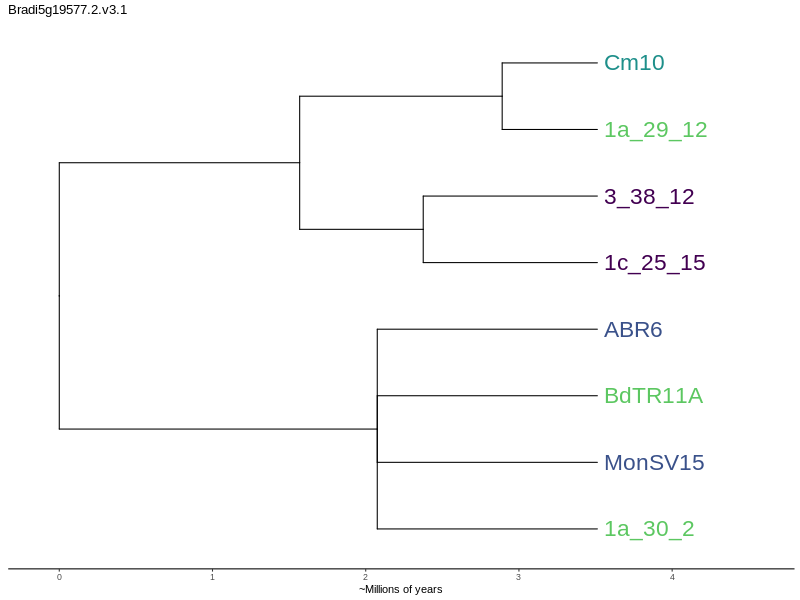 Bradi5g19577.2.v3.1
Cm10
1a_29_12
3_38_12
1c_25_15
ABR6
BdTR11A
MonSV15
1a_30_2
0 1 2 3 4
~Millions of years